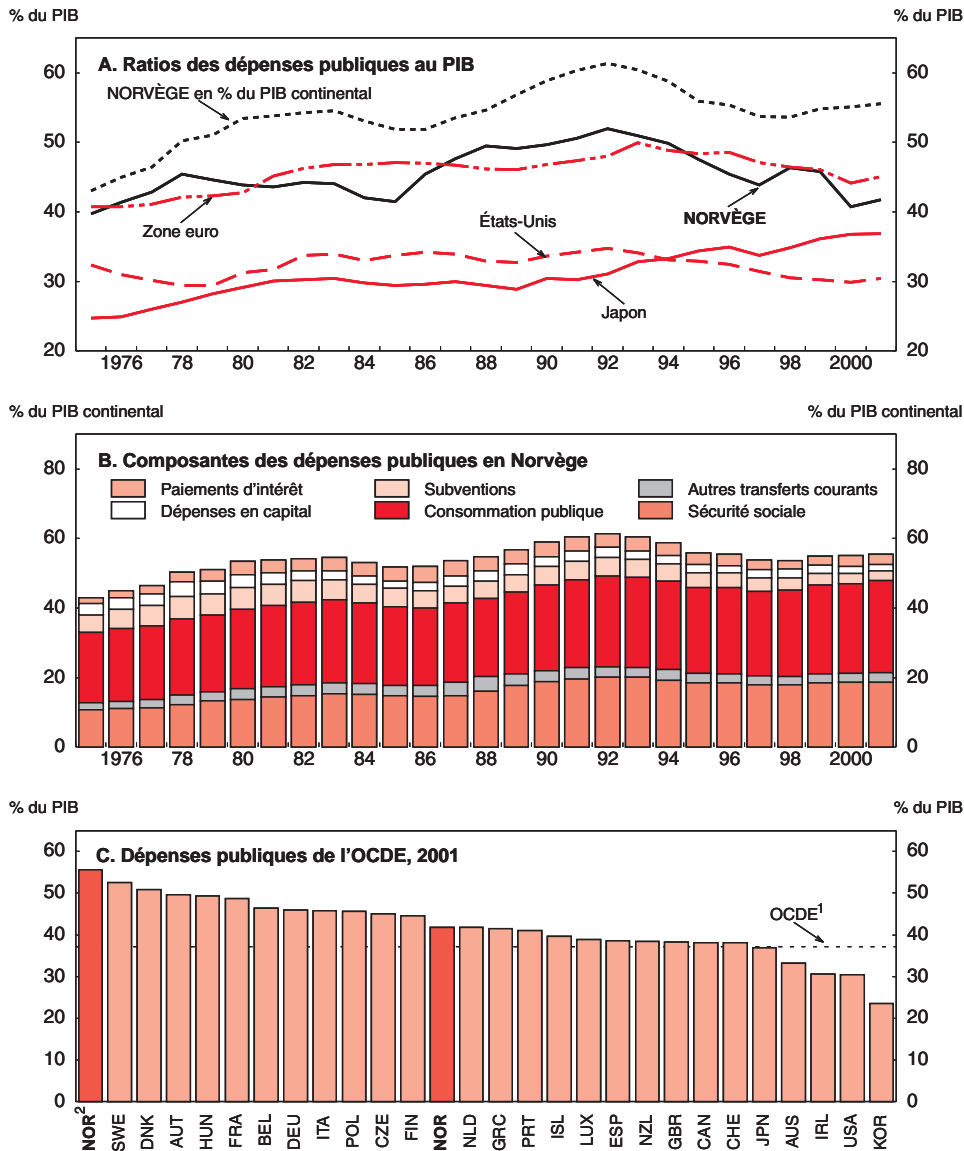 % du PIB % du PIB
A. Ratios des dépenses publiques au PIB
NORVÈGE en % du PIB continental
Zone euro
États-Unis
NORVÈGE
Japon
60 60
50 50
40 40
30 30
20 20
1976 78 80 82 84 86 88 90 92 94 96 98 2000
% du PIB continental % du PIB continental
B. Composantes des dépenses publiques en Norvège
Paiements d'intérêt Subventions Autres transferts courants
Dépenses en capital Consommation publique Sécurité sociale
80 80
60 60
40 40
20 20
0 0
1976 78 80 82 84 86 88 90 92 94 96 98 2000
% du PIB % du PIB
C. Dépenses publiques de l'OCDE, 2001
OCDE¹
60 60
50 50
40 40
30 30
20 20
10 10
0 0
NOR² SWE DNK AUT HUN FRA BEL DEU ITA POL CZE FIN NOR NLD GRC PRT ISL LUX ESP NZL GBR CAN CHE JPN AUS IRL USA KOR